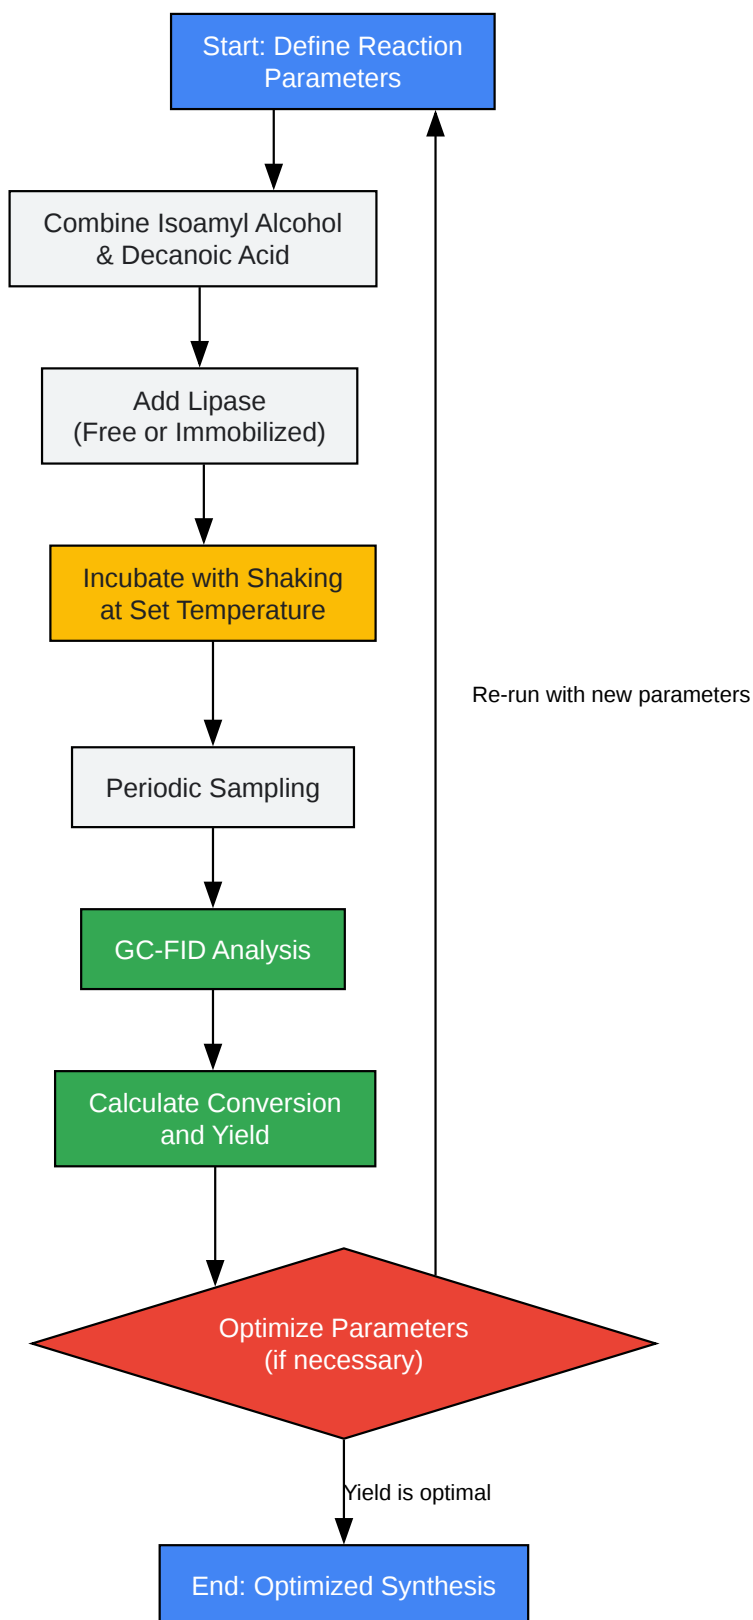 Start: Define Reaction
Parameters
Combine Isoamyl Alcohol
& Decanoic Acid
Add Lipase
(Free or Immobilized)
Incubate with Shaking
at Set Temperature
Re-run with new parameters
Periodic Sampling
GC-FID Analysis
Calculate Conversion
and Yield
Optimize Parameters
(if necessary)
Yield is optimal
End: Optimized Synthesis